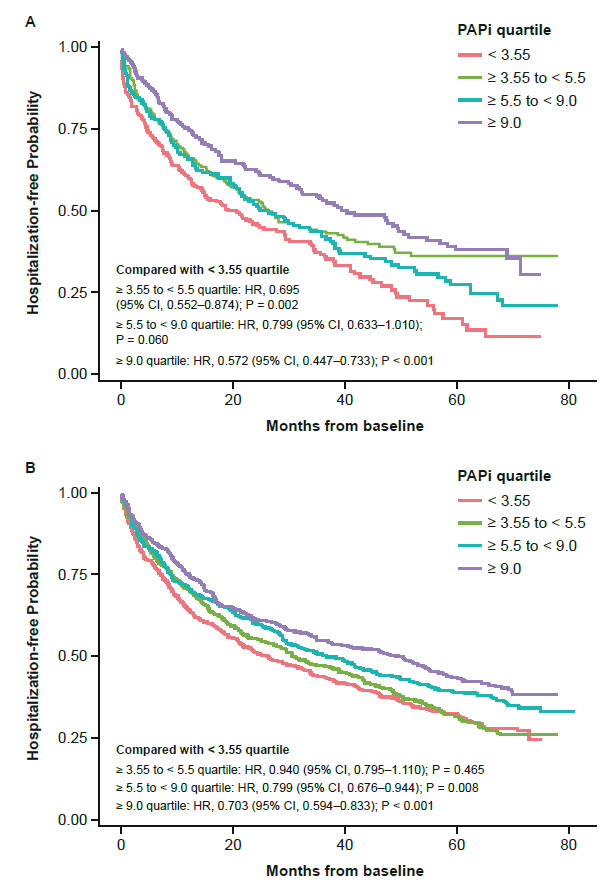 A
PAPi quartile
< 3.55
≥ 3.55 to < 5.5
≥ 5.5 to < 9.0
≥ 9.0
Hospitalization-free Probability
1.00
0.75
0.50
0.25
0.00
Compared with < 3.55 quartile
≥ 3.55 to < 5.5 quartile: HR, 0.695
(95% CI, 0.552–0.874); P = 0.002
≥ 5.5 to < 9.0 quartile: HR, 0.799 (95% CI, 0.633–1.010);
P = 0.060
≥ 9.0 quartile: HR, 0.572 (95% CI, 0.447–0.733); P < 0.001
0 20 40 60 80
Months from baseline
B
PAPi quartile
< 3.55
≥ 3.55 to < 5.5
≥ 5.5 to < 9.0
≥ 9.0
Hospitalization-free Probability
1.00
0.75
0.50
0.25
0.00
Compared with < 3.55 quartile
≥ 3.55 to < 5.5 quartile: HR, 0.940 (95% CI, 0.795–1.110); P = 0.465
≥ 5.5 to < 9.0 quartile: HR, 0.799 (95% CI, 0.676–0.944); P = 0.008
≥ 9.0 quartile: HR, 0.703 (95% CI, 0.594–0.833); P < 0.001
0 20 40 60 80
Months from baseline